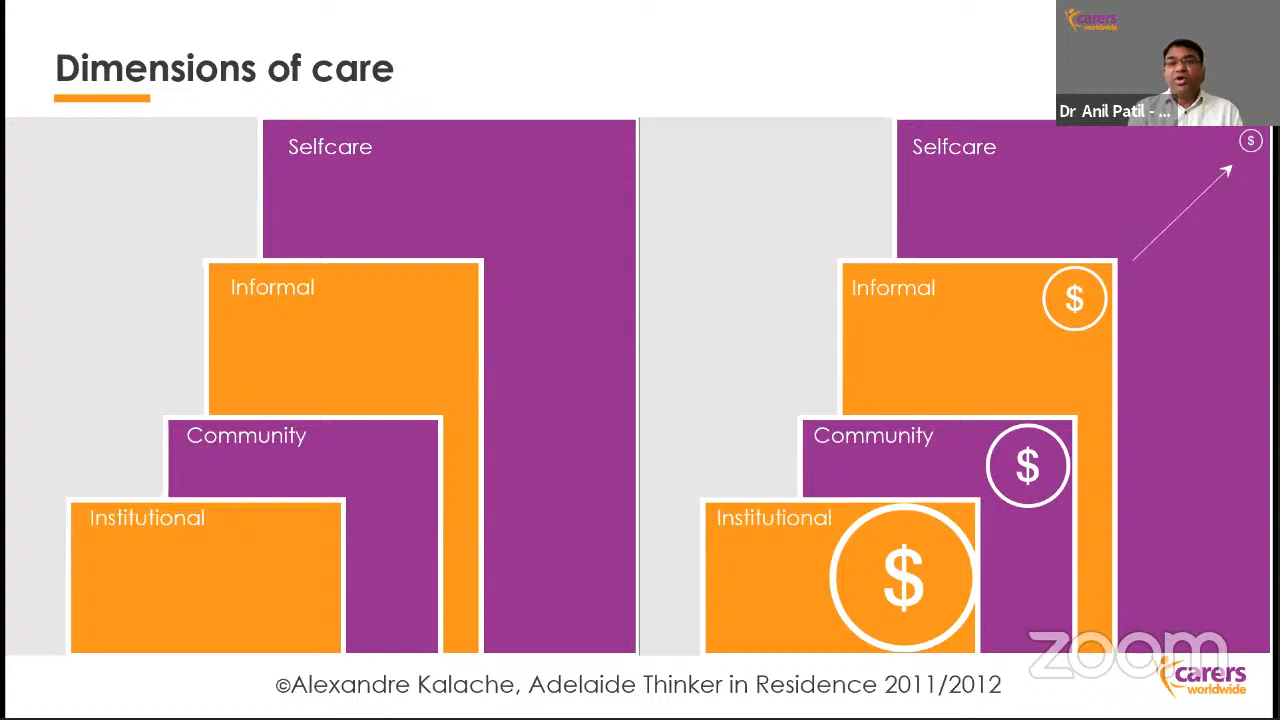 Dimensions of care
carers
worldwide
Dr Anil Patil - ...
Selfcare
Informal
Community
Institutional
Selfcare
$
Informal
$
Community
$
Institutional
$
zoom
carers
worldwide
©Alexandre Kalache, Adelaide Thinker in Residence 2011/2012